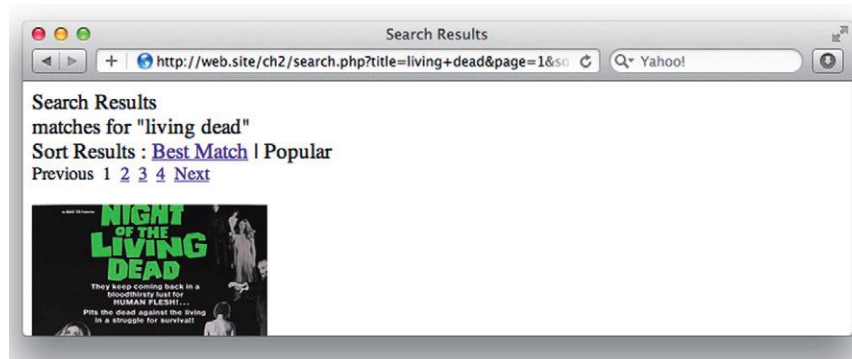 Search Results
http://web.site/ch2/search.php?title=living+dead&page=1&so
Yahoo!
Search Results
matches for "living dead"
Sort Results : Best Match | Popular
Previous 1 2 3 4 Next
NIGHT
OF THE
LIVING
DEAD
They keep coming back in a
bloodthirsty lust for
HUMAN FLESH!...
Pits the dead against the living
in a struggle for survival!